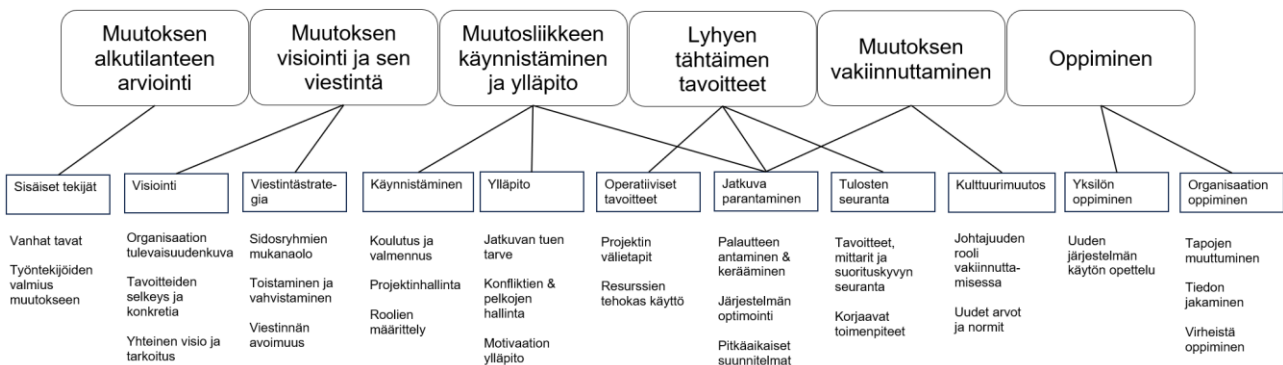 Muutoksen
alkutilanteen
arviointi
Muutoksen
visiointi ja sen
viestintä
Muutosliikkeen
käynnistäminen
ja ylläpito
Lyhyen
tähtäimen
tavoitteet
Muutoksen
vakiinnuttaminen
Oppiminen
Sisäiset tekijät
Visiointi
Viestintästrate-
gia
Käynnistäminen
Ylläpito
Operatiiviset
tavoitteet
Jatkuva
parantaminen
Tulosten
seuranta
Kulttuurimuutos
Yksilön
oppiminen
Organisaation
oppiminen
Vanhat tavat
Työntekijöiden
valmius
muutokseen
Organisaation
tulevaisuudenkuva
Tavoitteiden
selkeys ja
konkretia
Yhteinen visio ja
tarkoitus
Sidosryhmien
mukanaolo
Toistaminen ja
vahvistaminen
Viestinnän
avoimuus
Koulutus ja
valmennus
Projektinhallinta
Roolien
määrittely
Jatkuvan tuen
tarve
Konfliktien &
pelkojen
hallinta
Motivaation
ylläpito
Projektin
välietapit
Resurssien
tehokas käyttö
Palautteen
antaminen &
kerääminen
Järjestelmän
optimointi
Pitkäaikaiset
suunnitelmat
Tavoitteet,
mittarit ja
suorituskyvyn
seuranta
Korjaavat
toimenpiteet
Johtajuuden
rooli
vakiinnutta-
misessa
Uudet arvot
ja normit
Uuden
järjestelmän
käytön opettelu
Tapojen
muuttuminen
Tiedon
jakaminen
Virheistä
oppiminen